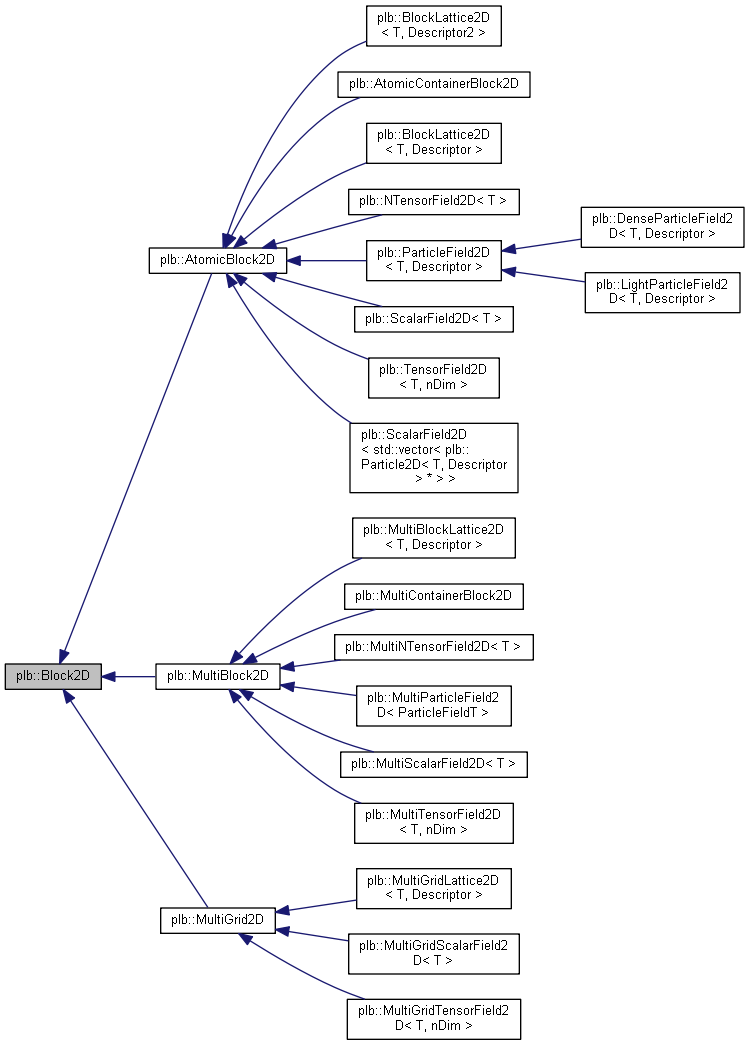 plb::BlockLattice2D
< T, Descriptor2 >
plb::AtomicContainerBlock2D
plb::BlockLattice2D
< T, Descriptor >
plb::NTensorField2D< T >
plb::DenseParticleField2
D< T, Descriptor >
plb::AtomicBlock2D
plb::ParticleField2D
< T, Descriptor >
plb::LightParticleField2
D< T, Descriptor >
plb::ScalarField2D< T >
plb::TensorField2D
< T, nDim >
plb::ScalarField2D
< std::vector< plb::
Particle2D< T, Descriptor
> * > >
plb::MultiBlockLattice2D
< T, Descriptor >
plb::MultiContainerBlock2D
plb::MultiNTensorField2D< T >
plb::Block2D
plb::MultiBlock2D
plb::MultiParticleField2
D< ParticleFieldT >
plb::MultiScalarField2D< T >
plb::MultiTensorField2D
< T, nDim >
plb::MultiGridLattice2D
< T, Descriptor >
plb::MultiGrid2D
plb::MultiGridScalarField2
D< T >
plb::MultiGridTensorField2
D< T, nDim >